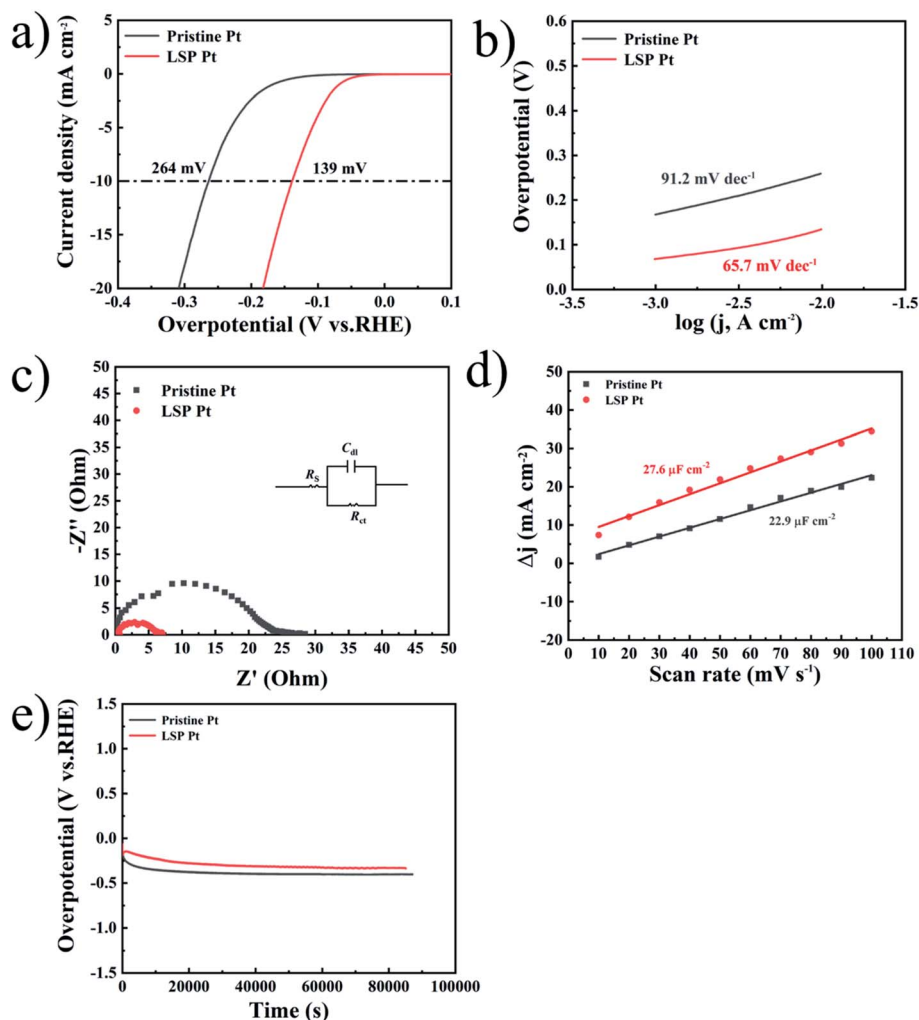 a)
Pristine Pt
LSP Pt
Current density (mA cm-2)
10
5
0
-5
-10
-15
-20
264 mV
139 mV
-0.4
-0.3
-0.2
-0.1
0.0
0.1
Overpotential (V vs.RHE)
b)
Pristine Pt
LSP Pt
Overpotential (V)
0.6
0.5
0.4
0.3
0.2
0.1
0.0
91.2 mV dec-1
65.7 mV dec-1
-3.5
-3.0
-2.5
-2.0
-1.5
log (j, A cm-2)
c)
Pristine Pt
LSP Pt
-Z'' (Ohm)
50
45
40
35
30
25
20
15
10
5
0
Cdl
RS
Rct
0
5
10
15
20
25
30
35
40
45
50
Z' (Ohm)
d)
Pristine Pt
LSP Pt
Δj (mA cm-2)
50
40
30
20
10
0
-10
-20
27.6 μF cm-2
22.9 μF cm-2
10
20
30
40
50
60
70
80
90
100
110
Scan rate (mV s-1)
e)
Pristine Pt
LSP Pt
Overpotential (V vs.RHE)
1.5
1.0
0.5
0.0
-0.5
-1.0
-1.5
0
20000
40000
60000
80000
100000
Time (s)